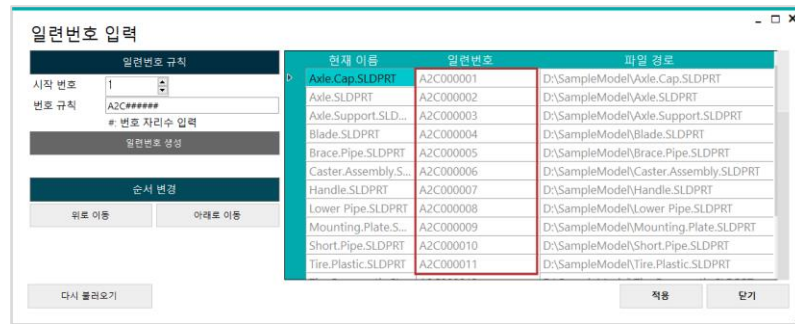 일련번호 입력
일련번호 규칙
시작 번호 1
번호 규칙 A2C######
#: 번호 자리수 입력
일련번호 생성
순서 변경
위로 이동 아래로 이동
다시 불러오기
현재 이름 일련번호 파일 경로
Axle.Cap.SLDPRT A2C000001 D:\SampleModel\Axle.Cap.SLDPRT
Axle.SLDPRT A2C000002 D:\SampleModel\Axle.SLDPRT
Axle.Support.SLD... A2C000003 D:\SampleModel\Axle.Support.SLDPRT
Blade.SLDPRT A2C000004 D:\SampleModel\Blade.SLDPRT
Brace.Pipe.SLDPRT A2C000005 D:\SampleModel\Brace.Pipe.SLDPRT
Caster.Assembly.S... A2C000006 D:\SampleModel\Caster.Assembly.SLDPRT
Handle.SLDPRT A2C000007 D:\SampleModel\Handle.SLDPRT
Lower Pipe.SLDPRT A2C000008 D:\SampleModel\Lower Pipe.SLDPRT
Mounting.Plate.S... A2C000009 D:\SampleModel\Mounting.Plate.SLDPRT
Short.Pipe.SLDPRT A2C000010 D:\SampleModel\Short.Pipe.SLDPRT
Tire.Plastic.SLDPRT A2C000011 D:\SampleModel\Tire.Plastic.SLDPRT
적용 닫기